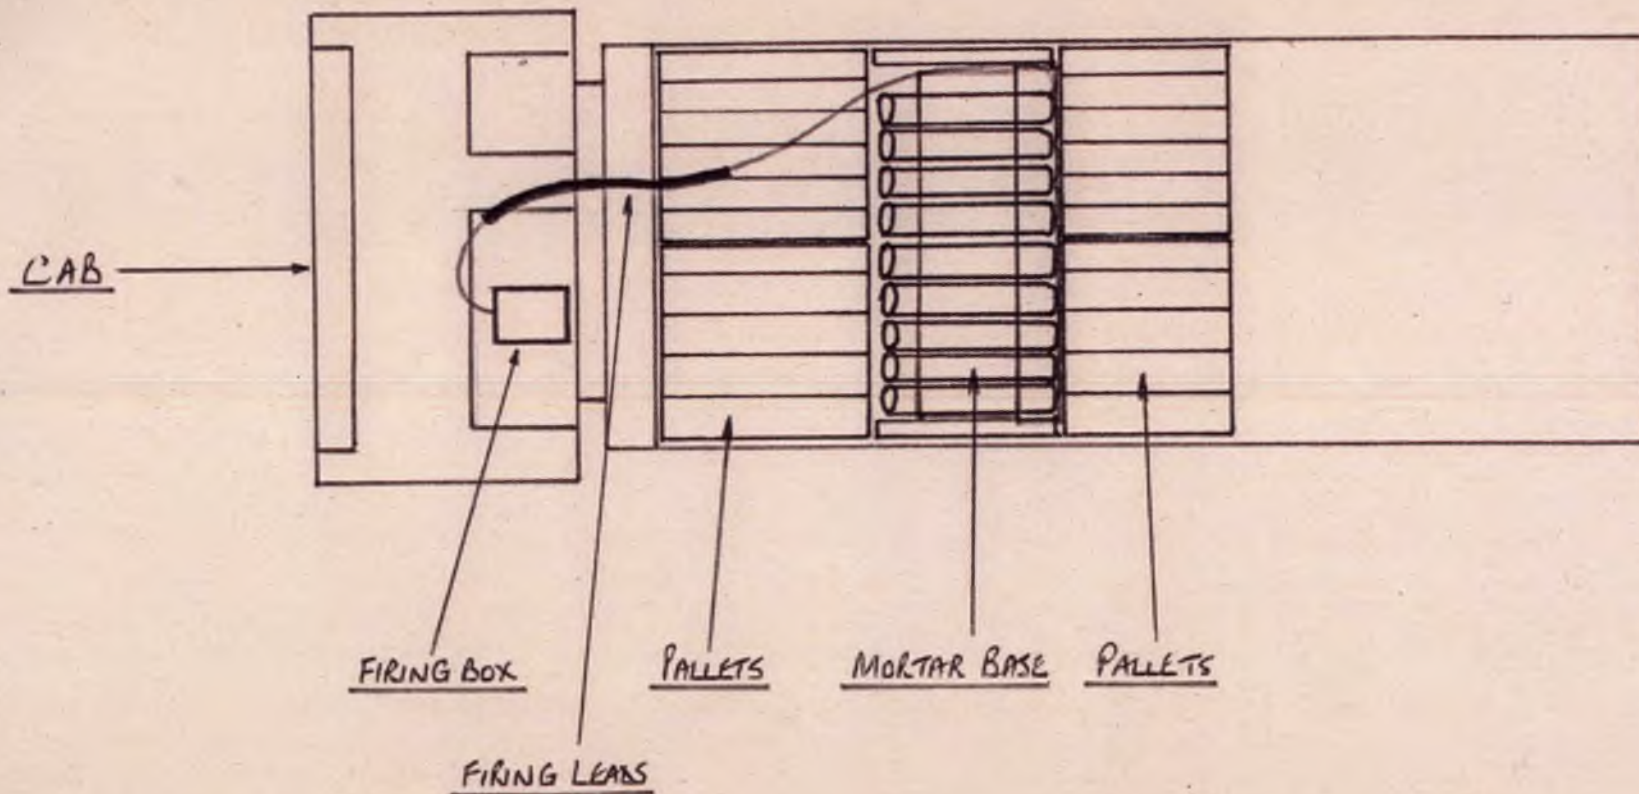 CAB
FIRING BOX
PALLETS
MORTAR BASE
PALLETS
FIRING LEADS